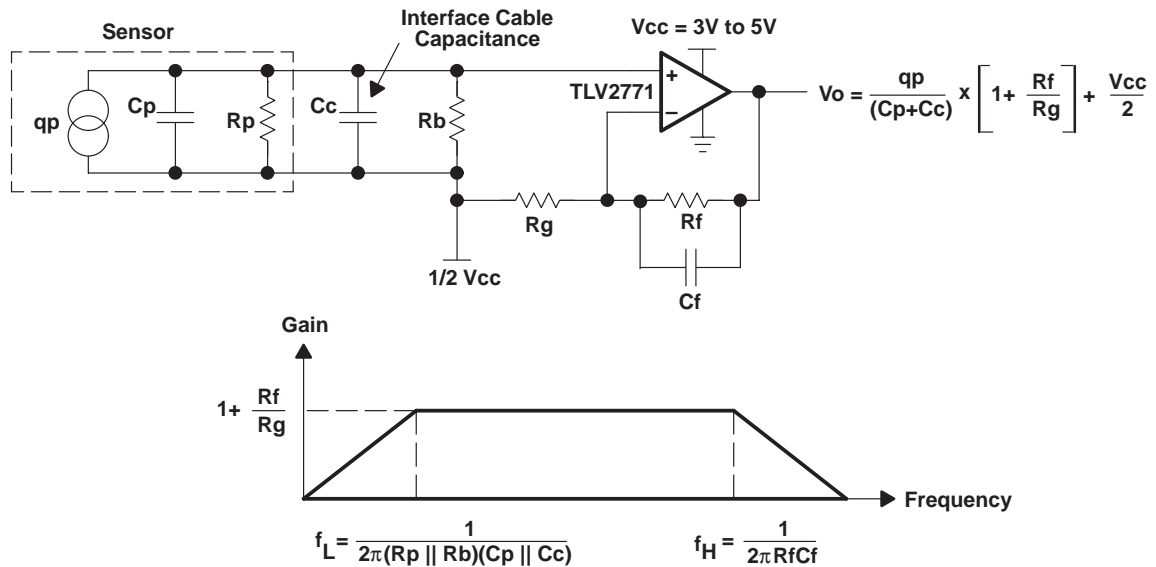 Sensor
Interface Cable
Capacitance
Vcc = 3V to 5V
qp
Cp
Rp
Cc
Rb
TLV2771
+
−
Vo = qp / (Cp+Cc) x [1+ Rf / Rg] + Vcc / 2
Rg
Rf
Cf
1/2 Vcc
Gain
1+ Rf / Rg
Frequency
fL = 1 / 2π(Rp || Rb)(Cp || Cc)
fH = 1 / 2πRfCf